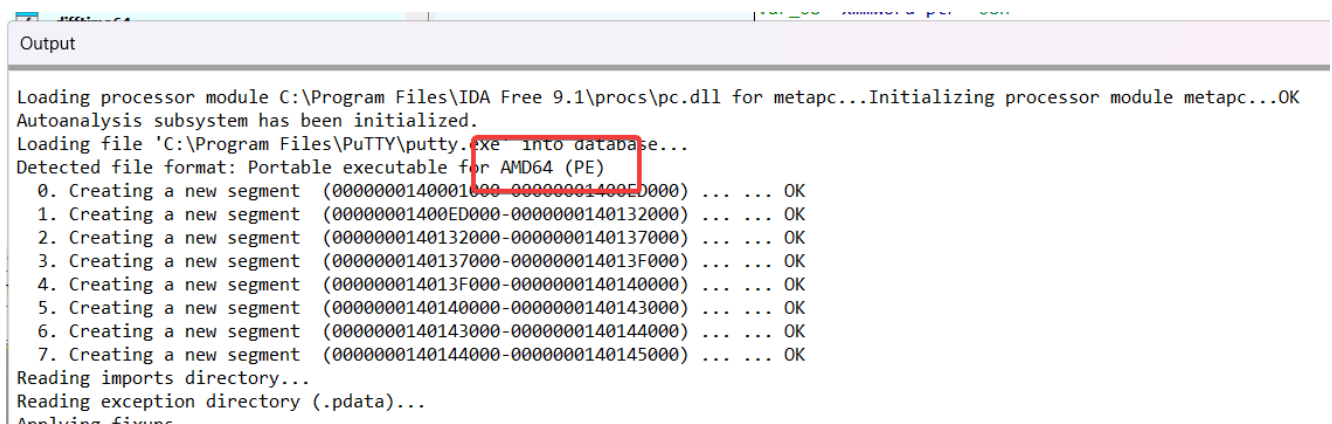 difftime64
Output
Loading processor module C:\Program Files\IDA Free 9.1\procs\pc.dll for metapc...Initializing processor module metapc...OK
Autoanalysis subsystem has been initialized.
Loading file 'C:\Program Files\PuTTY\putty.exe' into database...
Detected file format: Portable executable for AMD64 (PE)
0. Creating a new segment (0000000140001000-00000001400ED000) ... ... OK
1. Creating a new segment (00000001400ED000-0000000140132000) ... ... OK
2. Creating a new segment (0000000140132000-0000000140137000) ... ... OK
3. Creating a new segment (0000000140137000-000000014013F000) ... ... OK
4. Creating a new segment (000000014013F000-0000000140140000) ... ... OK
5. Creating a new segment (0000000140140000-0000000140143000) ... ... OK
6. Creating a new segment (0000000140143000-0000000140144000) ... ... OK
7. Creating a new segment (0000000140144000-0000000140145000) ... ... OK
Reading imports directory...
Reading exception directory (.pdata)...
Applying fixups